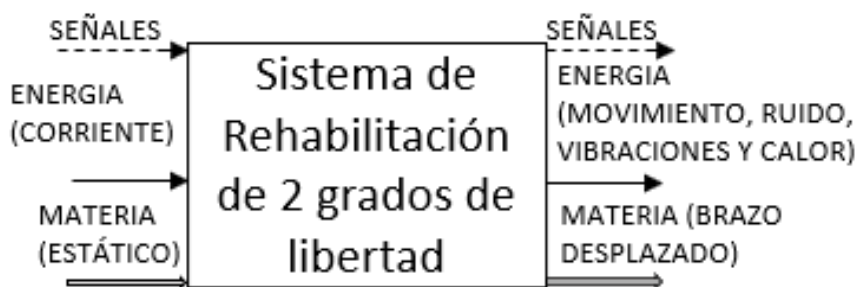 SEÑALES
ENERGIA
(CORRIENTE)
MATERIA
(ESTÁTICO)
Sistema de
Rehabilitación
de 2 grados de
libertad
SEÑALES
ENERGIA
(MOVIMIENTO, RUIDO,
VIBRACIONES Y CALOR)
MATERIA (BRAZO
DESPLAZADO)